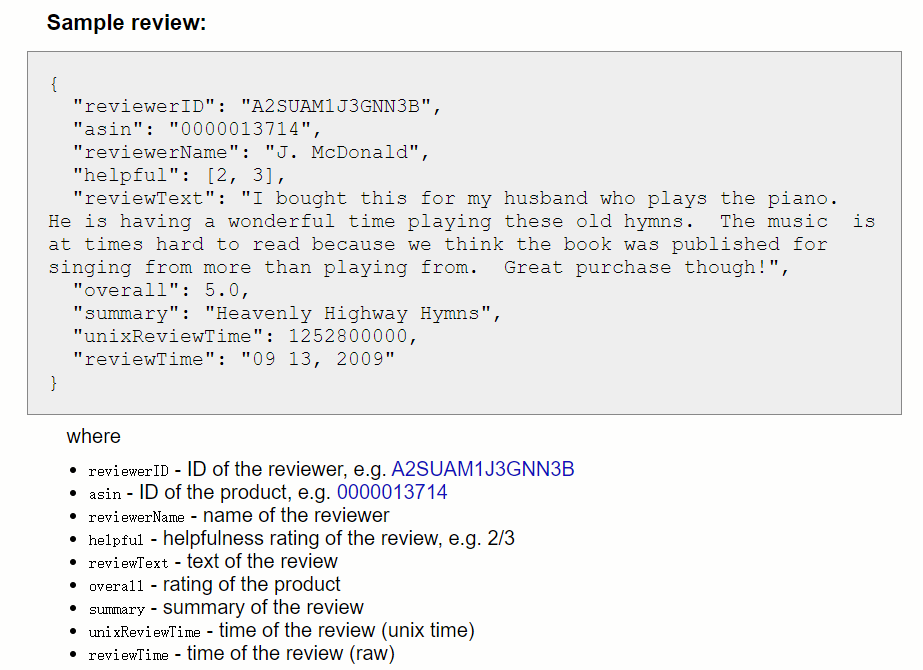 Sample review:
{
  "reviewerID": "A2SUAM1J3GNN3B",
  "asin": "0000013714",
  "reviewerName": "J. McDonald",
  "helpful": [2, 3],
  "reviewText": "I bought this for my husband who plays the piano.
He is having a wonderful time playing these old hymns.  The music  is
at times hard to read because we think the book was published for
singing from more than playing from.  Great purchase though!",
  "overall": 5.0,
  "summary": "Heavenly Highway Hymns",
  "unixReviewTime": 1252800000,
  "reviewTime": "09 13, 2009"
}
where
• reviewerID - ID of the reviewer, e.g. A2SUAM1J3GNN3B
• asin - ID of the product, e.g. 0000013714
• reviewerName - name of the reviewer
• helpful - helpfulness rating of the review, e.g. 2/3
• reviewText - text of the review
• overall - rating of the product
• summary - summary of the review
• unixReviewTime - time of the review (unix time)
• reviewTime - time of the review (raw)